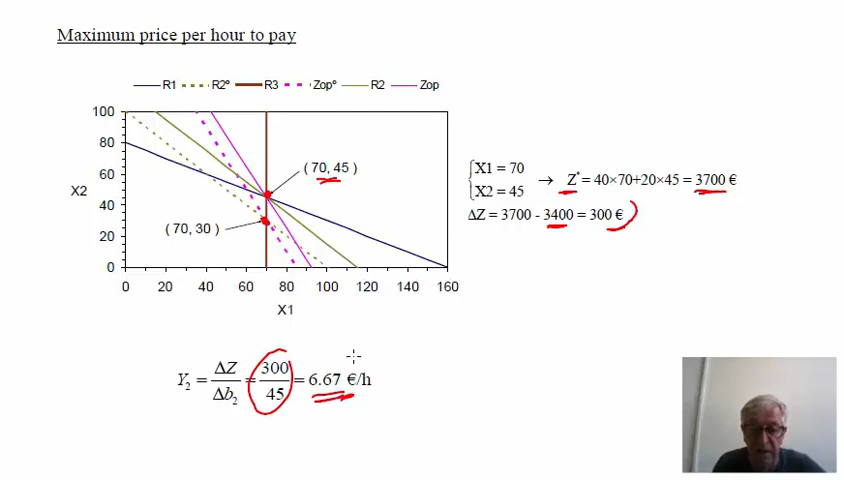 Maximum price per hour to pay
R1 R2º R3 Zopº R2 Zop
100
80
60
40
20
0
X2
0 20 40 60 80 100 120 140 160
X1
( 70, 45 )
( 70, 30 )
X1 = 70
X2 = 45
→ Z* = 40×70+20×45 = 3700 €
ΔZ = 3700 - 3400 = 300 €
Y2 = ΔZ / Δb2 = 300 / 45 = 6.67 €/h